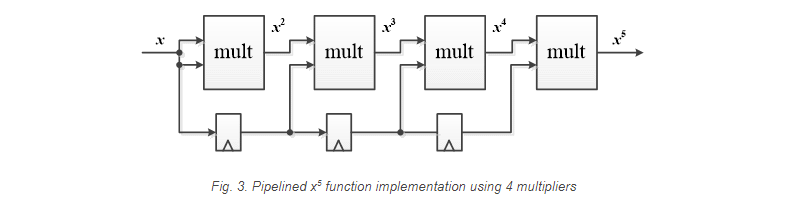 x x² x³ x⁴ x⁵
mult mult mult mult
Fig. 3. Pipelined x⁵ function implementation using 4 multipliers